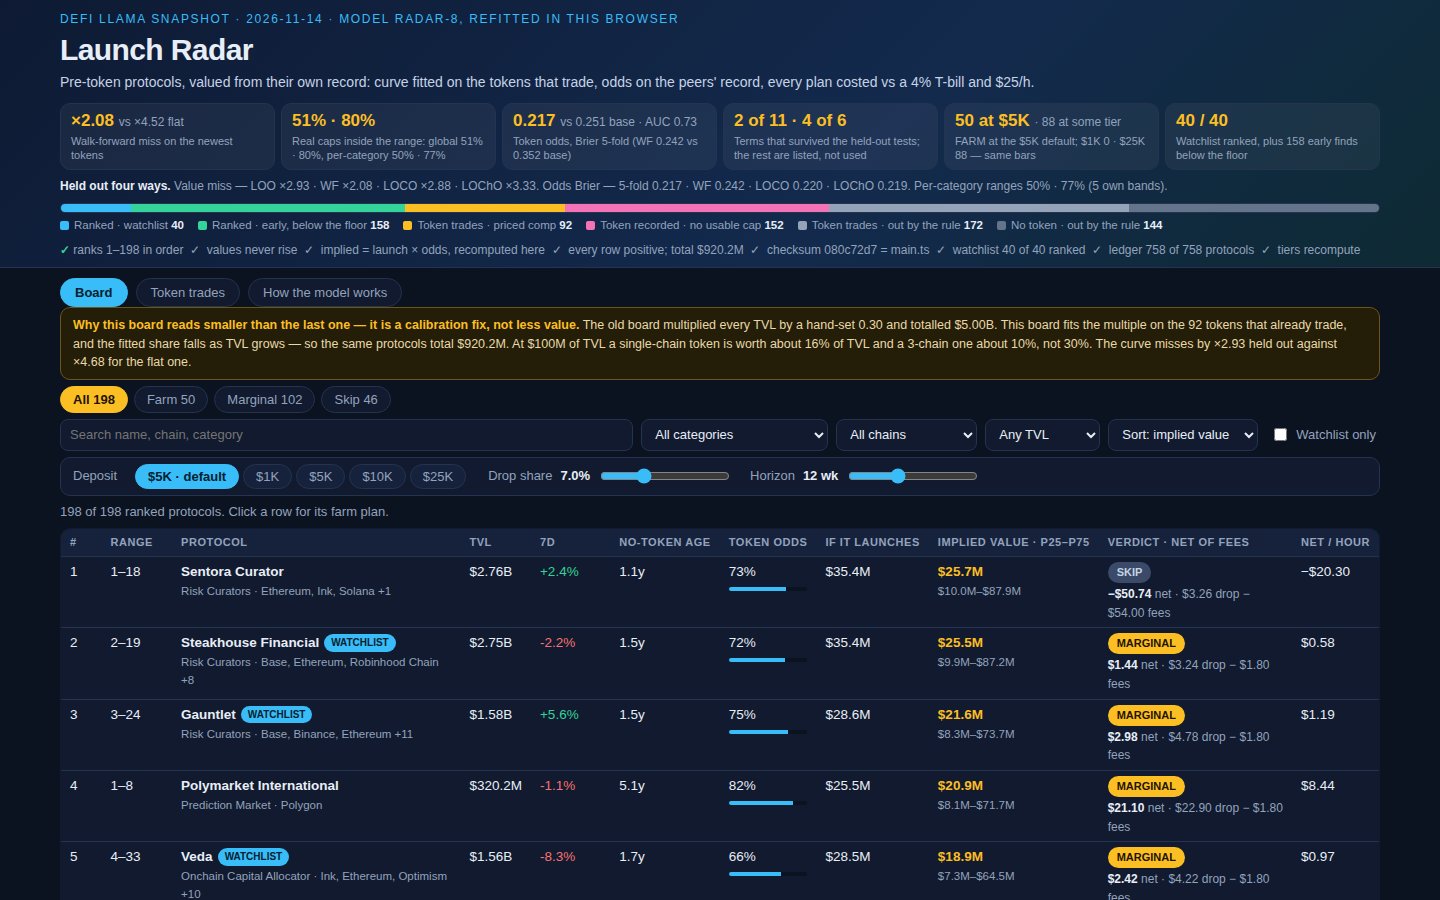 DEFI LLAMA SNAPSHOT · 2026-11-14 · MODEL RADAR-8, REFITTED IN THIS BROWSER
Launch Radar
Pre-token protocols, valued from their own record: curve fitted on the tokens that trade, odds on the peers' record, every plan costed vs a 4% T-bill and $25/h.
×2.08 vs ×4.52 flat
Walk-forward miss on the newest
tokens
51% · 80%
Real caps inside the range: global 51%
· 80%, per-category 50% · 77%
0.217 vs 0.251 base · AUC 0.73
Token odds, Brier 5-fold (WF 0.242 vs
0.352 base)
2 of 11 · 4 of 6
Terms that survived the held-out tests;
the rest are listed, not used
50 at $5K · 88 at some tier
FARM at the $5K default; $1K 0 · $25K
88 — same bars
40 / 40
Watchlist ranked, plus 158 early finds
below the floor
Held out four ways. Value miss — LOO ×2.93 · WF ×2.08 · LOCO ×2.88 · LOChO ×3.33. Odds Brier — 5-fold 0.217 · WF 0.242 · LOCO 0.220 · LOChO 0.219. Per-category ranges 50% · 77% (5 own bands).
Ranked · watchlist 40 Ranked · early, below the floor 158 Token trades · priced comp 92 Token recorded · no usable cap 152 Token trades · out by the rule 172 No token · out by the rule 144
✓ ranks 1–198 in order ✓ values never rise ✓ implied = launch × odds, recomputed here ✓ every row positive; total $920.2M ✓ checksum 080c72d7 = main.ts ✓ watchlist 40 of 40 ranked ✓ ledger 758 of 758 protocols ✓ tiers recompute
Board Token trades How the model works
Why this board reads smaller than the last one — it is a calibration fix, not less value. The old board multiplied every TVL by a hand-set 0.30 and totalled $5.00B. This board fits the multiple on the 92 tokens that already trade,
and the fitted share falls as TVL grows — so the same protocols total $920.2M. At $100M of TVL a single-chain token is worth about 16% of TVL and a 3-chain one about 10%, not 30%. The curve misses by ×2.93 held out against
×4.68 for the flat one.
All 198 Farm 50 Marginal 102 Skip 46
Search name, chain, category All categories All chains Any TVL Sort: implied value Watchlist only
Deposit $5K · default $1K $5K $10K $25K Drop share 7.0% Horizon 12 wk
198 of 198 ranked protocols. Click a row for its farm plan.
# RANGE PROTOCOL TVL 7D NO-TOKEN AGE TOKEN ODDS IF IT LAUNCHES IMPLIED VALUE · P25–P75 VERDICT · NET OF FEES NET / HOUR
1 1–18 Sentora Curator $2.76B +2.4% 1.1y 73% $35.4M $25.7M SKIP −$20.30
Risk Curators · Ethereum, Ink, Solana +1 $10.0M–$87.9M −$50.74 net · $3.26 drop −
$54.00 fees
2 2–19 Steakhouse Financial WATCHLIST $2.75B -2.2% 1.5y 72% $35.4M $25.5M MARGINAL $0.58
Risk Curators · Base, Ethereum, Robinhood Chain $9.9M–$87.2M $1.44 net · $3.24 drop − $1.80
+8 fees
3 3–24 Gauntlet WATCHLIST $1.58B +5.6% 1.5y 75% $28.6M $21.6M MARGINAL $1.19
Risk Curators · Base, Binance, Ethereum +11 $8.3M–$73.7M $2.98 net · $4.78 drop − $1.80
fees
4 1–8 Polymarket International $320.2M -1.1% 5.1y 82% $25.5M $20.9M MARGINAL $8.44
Prediction Market · Polygon $8.1M–$71.7M $21.10 net · $22.90 drop − $1.80
fees
5 4–33 Veda WATCHLIST $1.56B -8.3% 1.7y 66% $28.5M $18.9M MARGINAL $0.97
Onchain Capital Allocator · Ink, Ethereum, Optimism $7.3M–$64.5M $2.42 net · $4.22 drop − $1.80
+10 fees